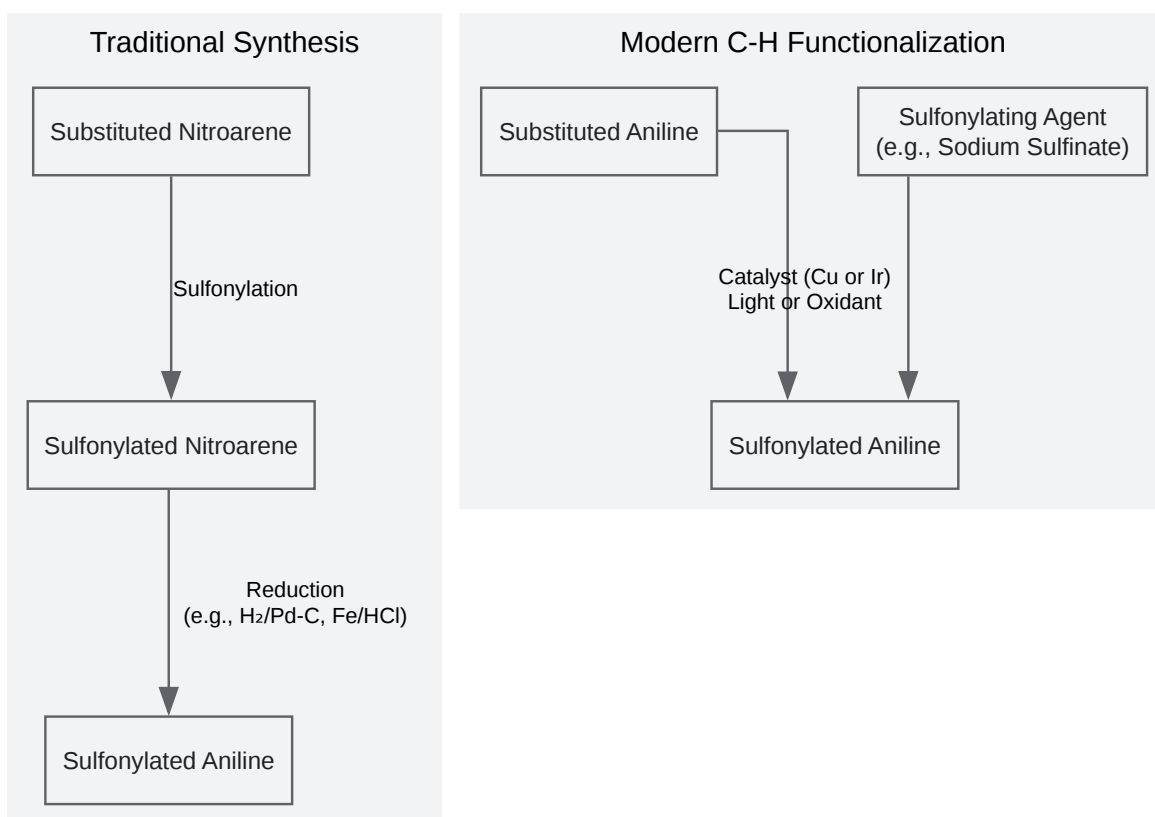 Traditional Synthesis
Substituted Nitroarene
Sulfonylation
Sulfonylated Nitroarene
Reduction
(e.g., H₂/Pd-C, Fe/HCl)
Sulfonylated Aniline
Modern C-H Functionalization
Substituted Aniline
Sulfonylating Agent
(e.g., Sodium Sulfinate)
Catalyst (Cu or Ir)
Light or Oxidant
Sulfonylated Aniline